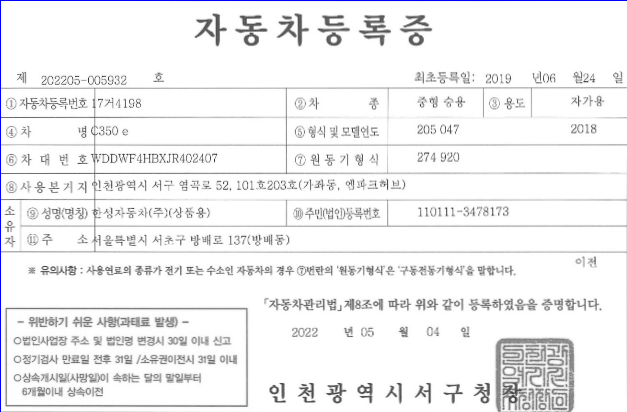 자동차등록증
제 202205-005932 호 최초등록일: 2019 년06 월24 일
① 자동차등록번호 17거4198 ② 차 종 중형 승용 ③ 용도 자가용
④ 차 명 C350 e ⑤ 형식 및 모델연도 205 047 2018
⑥ 차 대 번 호 WDDWF4HBXJR402407 ⑦ 원 동 기 형 식 274 920
⑧ 사 용 본 거 지 인천광역시 서구 염곡로 52, 101호203호(가좌동, 엠파크허브)
소유자 ⑨ 성명(명칭) 한성자동차(주)(상품용) ⑩ 주민(법인)등록번호 110111-3478173
⑪ 주 소 서울특별시 서초구 방배로 137(방배동)
이전
※ 유의사항 : 사용연료의 종류가 전기 또는 수소인 자동차의 경우 ⑦번란의 '원동기형식'은 '구동전동기형식'을 말합니다.
「자동차관리법」제8조에 따라 위와 같이 등록하였음을 증명합니다.
- 위반하기 쉬운 사항(과태료 발생) -
○법인사업장 주소 및 법인명 변경시 30일 이내 신고
○정기검사 만료일 전후 31일 /소유권이전시 31일 이내
○상속개시일(사망일)이 속하는 달의 말일부터
6개월이내 상속이전
2022 년 05 월 04 일
인천광역시서구청장